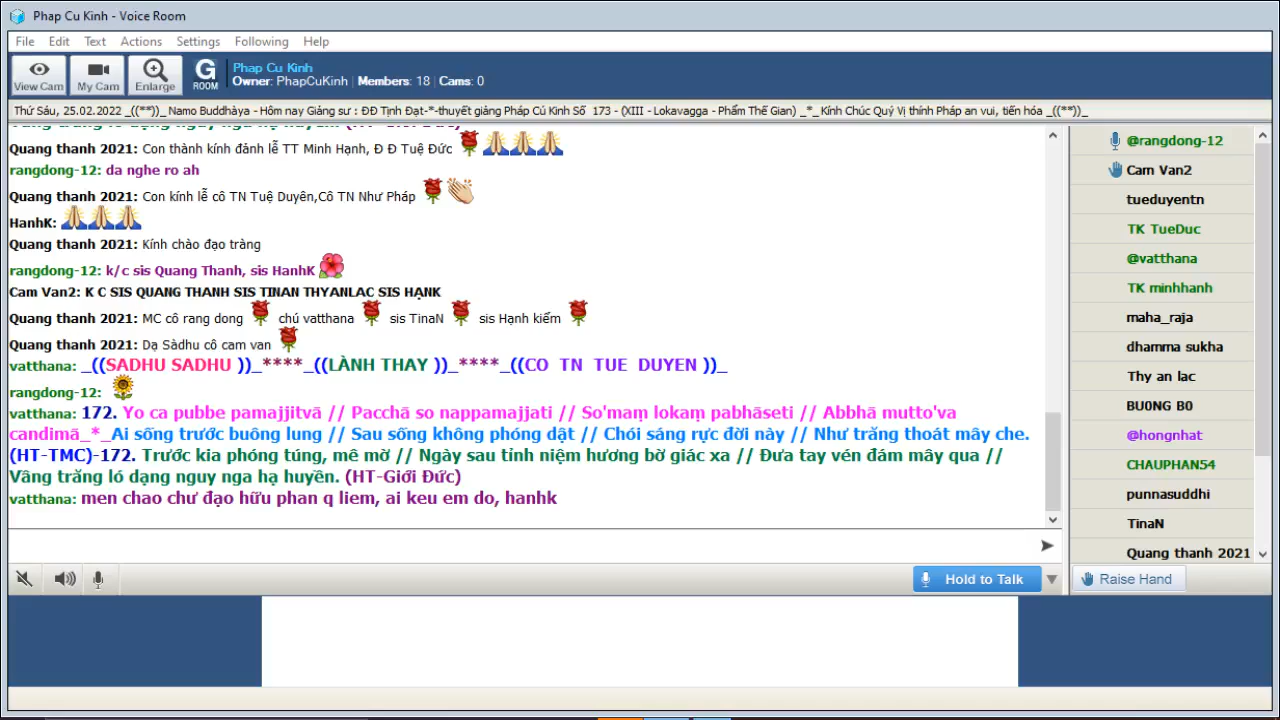 Phap Cu Kinh - Voice Room
File Edit Text Actions Settings Following Help
View Cam My Cam Enlarge G ROOM Phap Cu Kinh
Owner: PhapCuKinh | Members: 18 | Cams: 0
Thứ Sáu, 25.02.2022 _((**))_ Namo Buddhàya - Hôm nay Giảng sư : ĐĐ Tịnh Đạt-*-thuyết giảng Pháp Cú Kinh Số 173 - (XIII - Lokavagga - Phẩm Thế Gian) _*_ Kính Chúc Quý Vị thính Pháp an vui, tiến hóa _((**))_
Quang thanh 2021: Con thành kính đảnh lễ TT Minh Hạnh, Đ Đ Tuệ Đức
rangdong-12: da nghe ro ah
Quang thanh 2021: Con kính lễ cô TN Tuệ Duyên,Cô TN Như Pháp
HanhK:
Quang thanh 2021: Kính chào đạo tràng
rangdong-12: k/c sis Quang Thanh, sis HanhK
Cam Van2: K C SIS QUANG THANH SIS TINAN THYANLAC SIS HẠNK
Quang thanh 2021: MC cô rang dong chú vatthana sis TinaN sis Hạnh kiểm
Quang thanh 2021: Dạ Sàdhu cô cam van
vatthana: _((SADHU SADHU ))_****_((LÀNH THAY ))_****_((CO TN TUE DUYEN ))_
rangdong-12:
vatthana: 172. Yo ca pubbe pamajjitvā // Pacchā so nappamajjati // So'maṃ lokaṃ pabhāseti // Abbhā mutto'va
candimā_*_Ai sống trước buông lung // Sau sống không phóng dật // Chói sáng rực đời này // Như trăng thoát mây che.
(HT-TMC)-172. Trước kia phóng túng, mê mờ // Ngày sau tỉnh niệm hương bờ giác xa // Đưa tay vén đám mây qua //
Vầng trăng ló dạng nguy nga hạ huyền. (HT-Giới Đức)
vatthana: men chao chư đạo hữu phan q liem, ai keu em do, hanhk
Hold to Talk
@rangdong-12
Cam Van2
tueduyentn
TK TueDuc
@vatthana
TK minhhanh
maha_raja
dhamma sukha
Thy an lac
BU0NG B0
@hongnhat
CHAUPHAN54
punnasuddhi
TinaN
Quang thanh 2021
Raise Hand